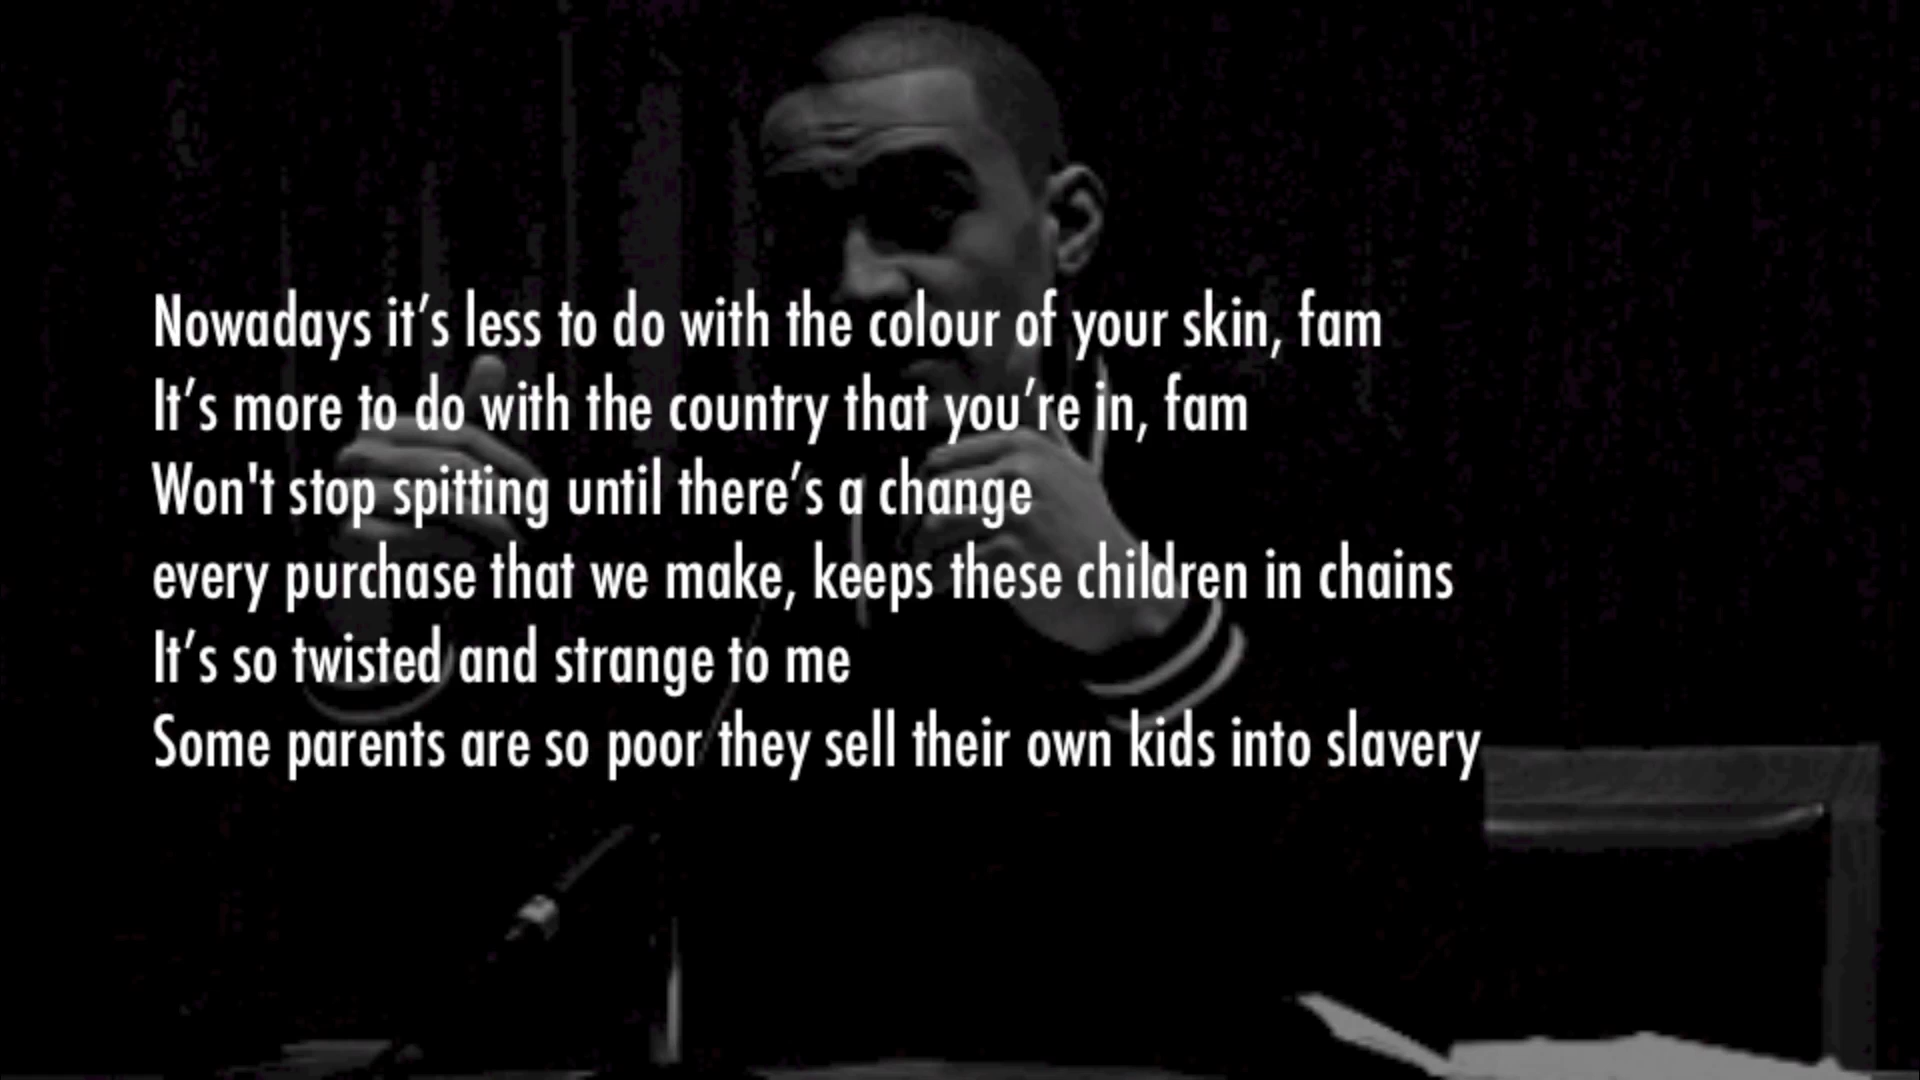 Nowadays it’s less to do with the colour of your skin, fam
It’s more to do with the country that you’re in, fam
Won't stop spitting until there’s a change
every purchase that we make, keeps these children in chains
It’s so twisted and strange to me
Some parents are so poor they sell their own kids into slavery